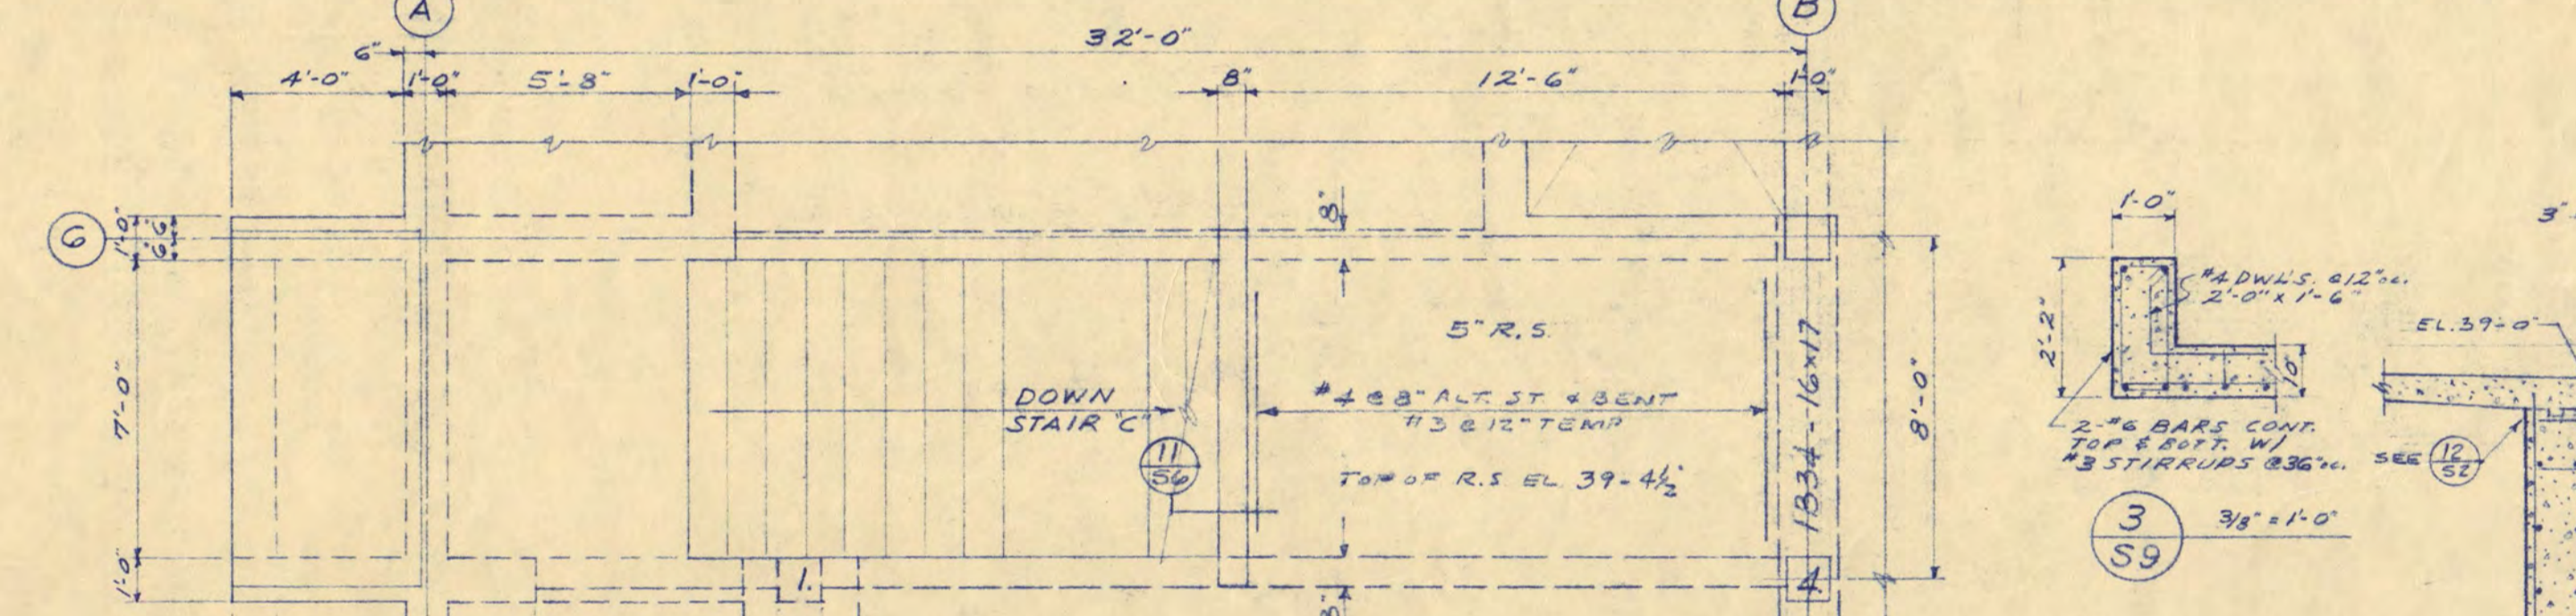 A
B
32'-0"
6"
4'-0"
1'-0"
5'-8"
1'-0"
8"
12'-6"
1'-0"
6
1'-0"
6"
6"
7'-0"
1'-0"
8"
5" R.S.
DOWN
STAIR "C"
11
S6
#4 @ 8" ALT. ST. & BENT
#3 @ 12" TEMP
TOP OF R.S. EL. 39-4½"
1B34-16x17
8'-0"
1.
A
1'-0"
2'-2"
#4 DWL'S. @12"o.c.
2'-0" x 1'-6"
10"
2-#6 BARS CONT.
TOP & BOTT. W/
#3 STIRRUPS @36"o.c.
3
S9
3/8" = 1'-0"
3"
EL. 39'-0"
SEE 12
S2